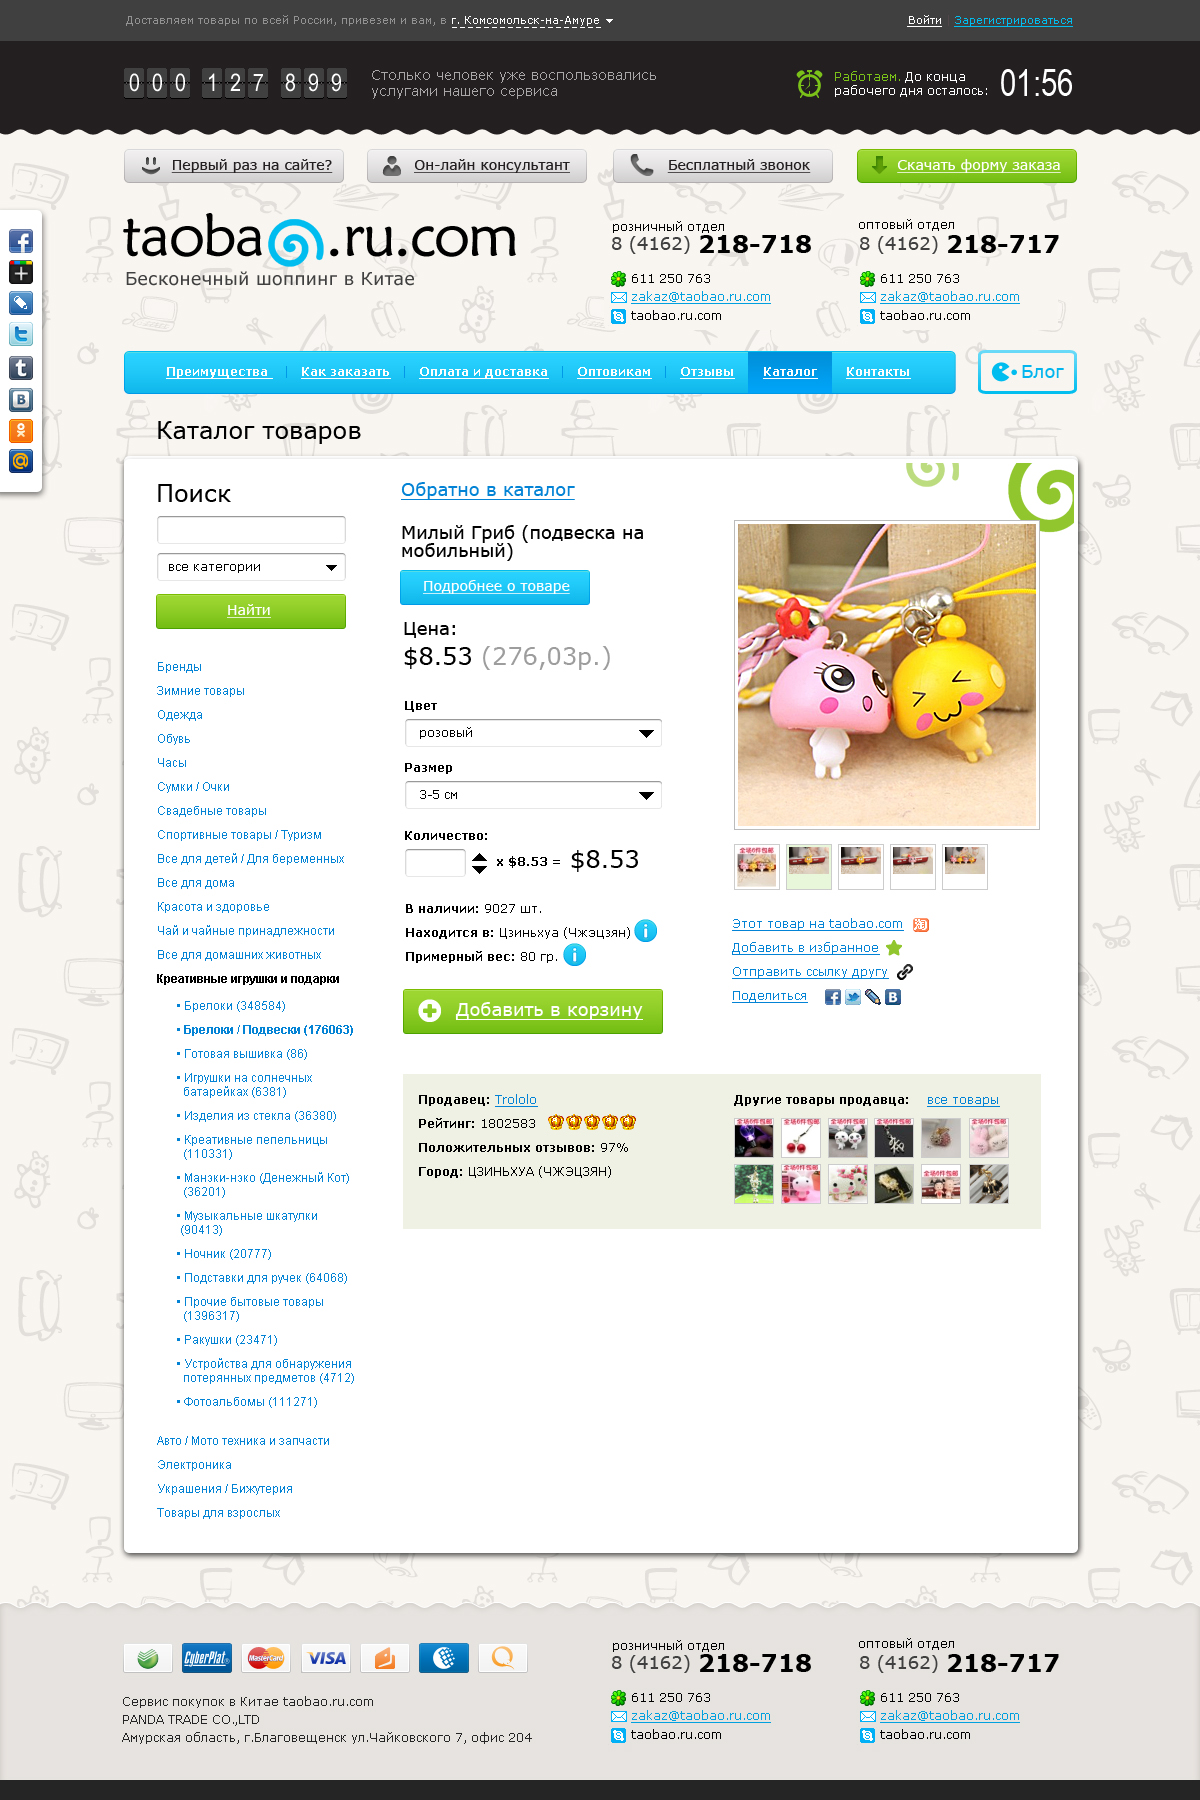 Доставляем товары по всей России, привезем и вам, в г. Комсомольск-на-Амуре
Войти
Зарегистрироваться
000 127 899
Столько человек уже воспользовались
услугами нашего сервиса
Работаем. До конца
рабочего дня осталось:
01:56
Первый раз на сайте?
Он-лайн консультант
Бесплатный звонок
Скачать форму заказа
taobao.ru.com
Бесконечный шоппинг в Китае
розничный отдел
8 (4162) 218-718
611 250 763
zakaz@taobao.ru.com
taobao.ru.com
оптовый отдел
8 (4162) 218-717
611 250 763
zakaz@taobao.ru.com
taobao.ru.com
Преимущества
Как заказать
Оплата и доставка
Оптовикам
Отзывы
Каталог
Контакты
Блог
Каталог товаров
Поиск
все категории
Найти
Бренды
Зимние товары
Одежда
Обувь
Часы
Сумки / Очки
Свадебные товары
Спортивные товары / Туризм
Все для детей / Для беременных
Все для дома
Красота и здоровье
Чай и чайные принадлежности
Все для домашних животных
Креативные игрушки и подарки
• Брелоки (348584)
• Брелоки / Подвески (176063)
• Готовая вышивка (86)
• Игрушки на солнечных
батарейках (6381)
• Изделия из стекла (36380)
• Креативные пепельницы
(110331)
• Манэки-нэко (Денежный Кот)
(36201)
• Музыкальные шкатулки
(90413)
• Ночник (20777)
• Подставки для ручек (64068)
• Прочие бытовые товары
(1396317)
• Ракушки (23471)
• Устройства для обнаружения
потерянных предметов (4712)
• Фотоальбомы (111271)
Авто / Мото техника и запчасти
Электроника
Украшения / Бижутерия
Товары для взрослых
Обратно в каталог
Милый Гриб (подвеска на
мобильный)
Подробнее о товаре
Цена:
$8.53 (276,03р.)
Цвет
розовый
Размер
3-5 см
Количество:
x $8.53 = $8.53
В наличии: 9027 шт.
Находится в: Цзиньхуа (Чжэцзян)
Примерный вес: 80 гр.
Добавить в корзину
Этот товар на taobao.com
Добавить в избранное
Отправить ссылку другу
Поделиться
Продавец: Trololo
Рейтинг: 1802583
Положительных отзывов: 97%
Город: ЦЗИНЬХУА (ЧЖЭЦЗЯН)
Другие товары продавца:
все товары
CyberPlat
MasterCard
VISA
Сервис покупок в Китае taobao.ru.com
PANDA TRADE CO.,LTD
Амурская область, г.Благовещенск ул.Чайковского 7, офис 204
розничный отдел
8 (4162) 218-718
611 250 763
zakaz@taobao.ru.com
taobao.ru.com
оптовый отдел
8 (4162) 218-717
611 250 763
zakaz@taobao.ru.com
taobao.ru.com